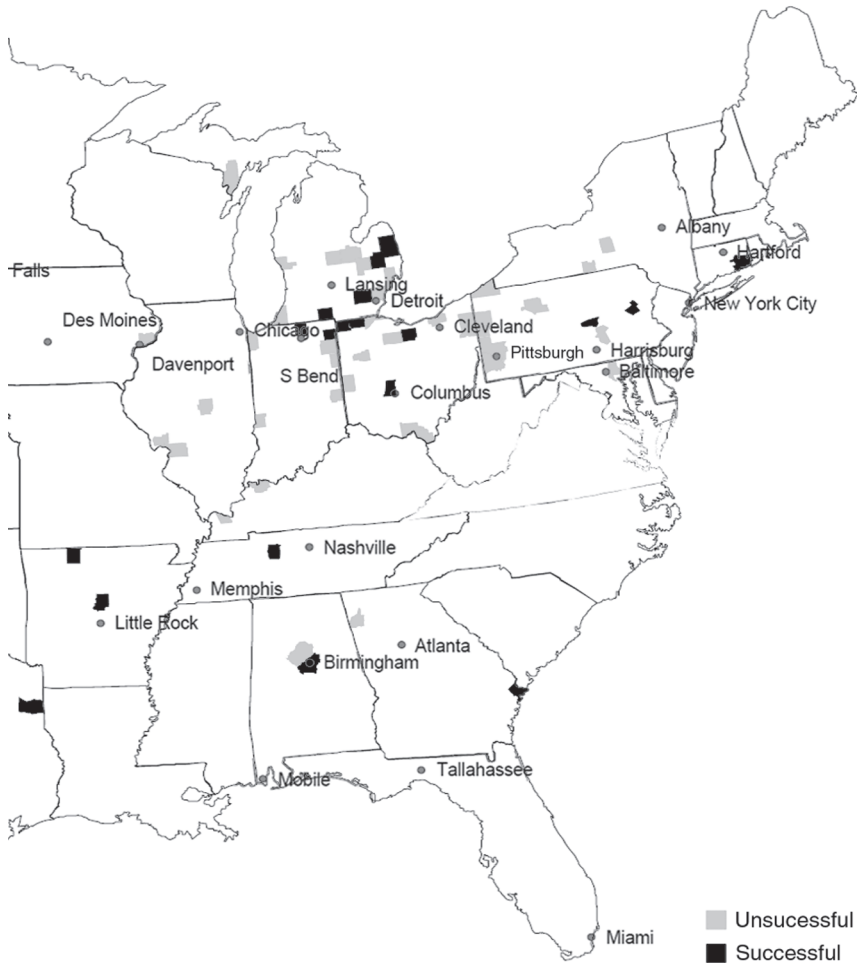 Albany
Hartford
Falls
Lansing
Detroit
New York City
Des Moines
Chicago
Cleveland
Davenport
Pittsburgh
Harrisburg
S Bend
Baltimore
Columbus
Nashville
Memphis
Little Rock
Atlanta
Birmingham
Tallahassee
Mobile
Unsucessful
Miami
Successful